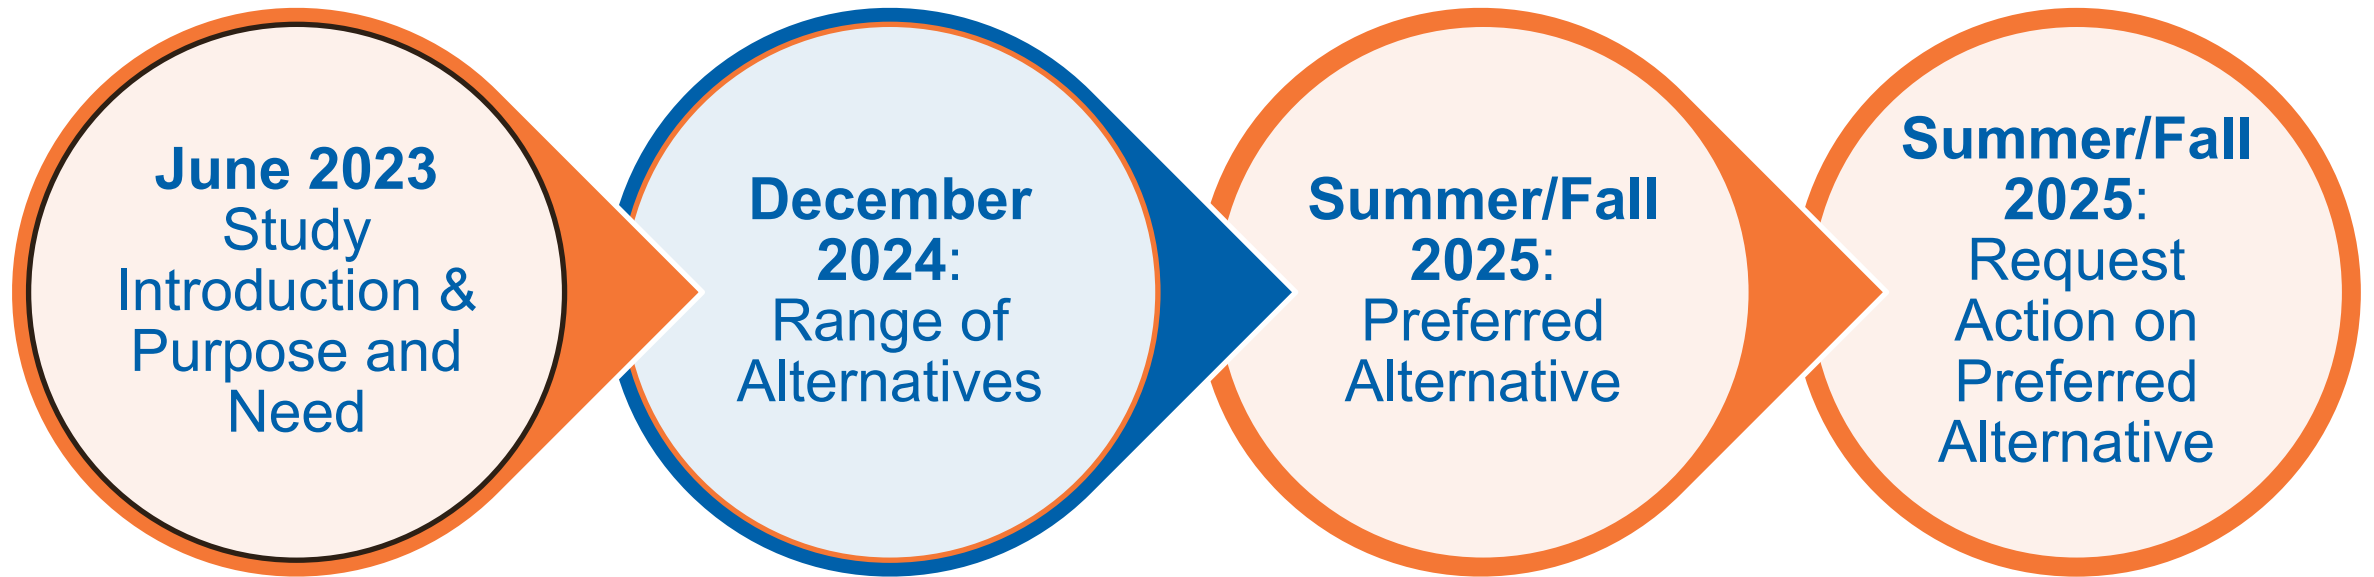 June 2023
Study
Introduction &
Purpose and
Need
December
2024:
Range of
Alternatives
Summer/Fall
2025:
Preferred
Alternative
Summer/Fall
2025:
Request
Action on
Preferred
Alternative